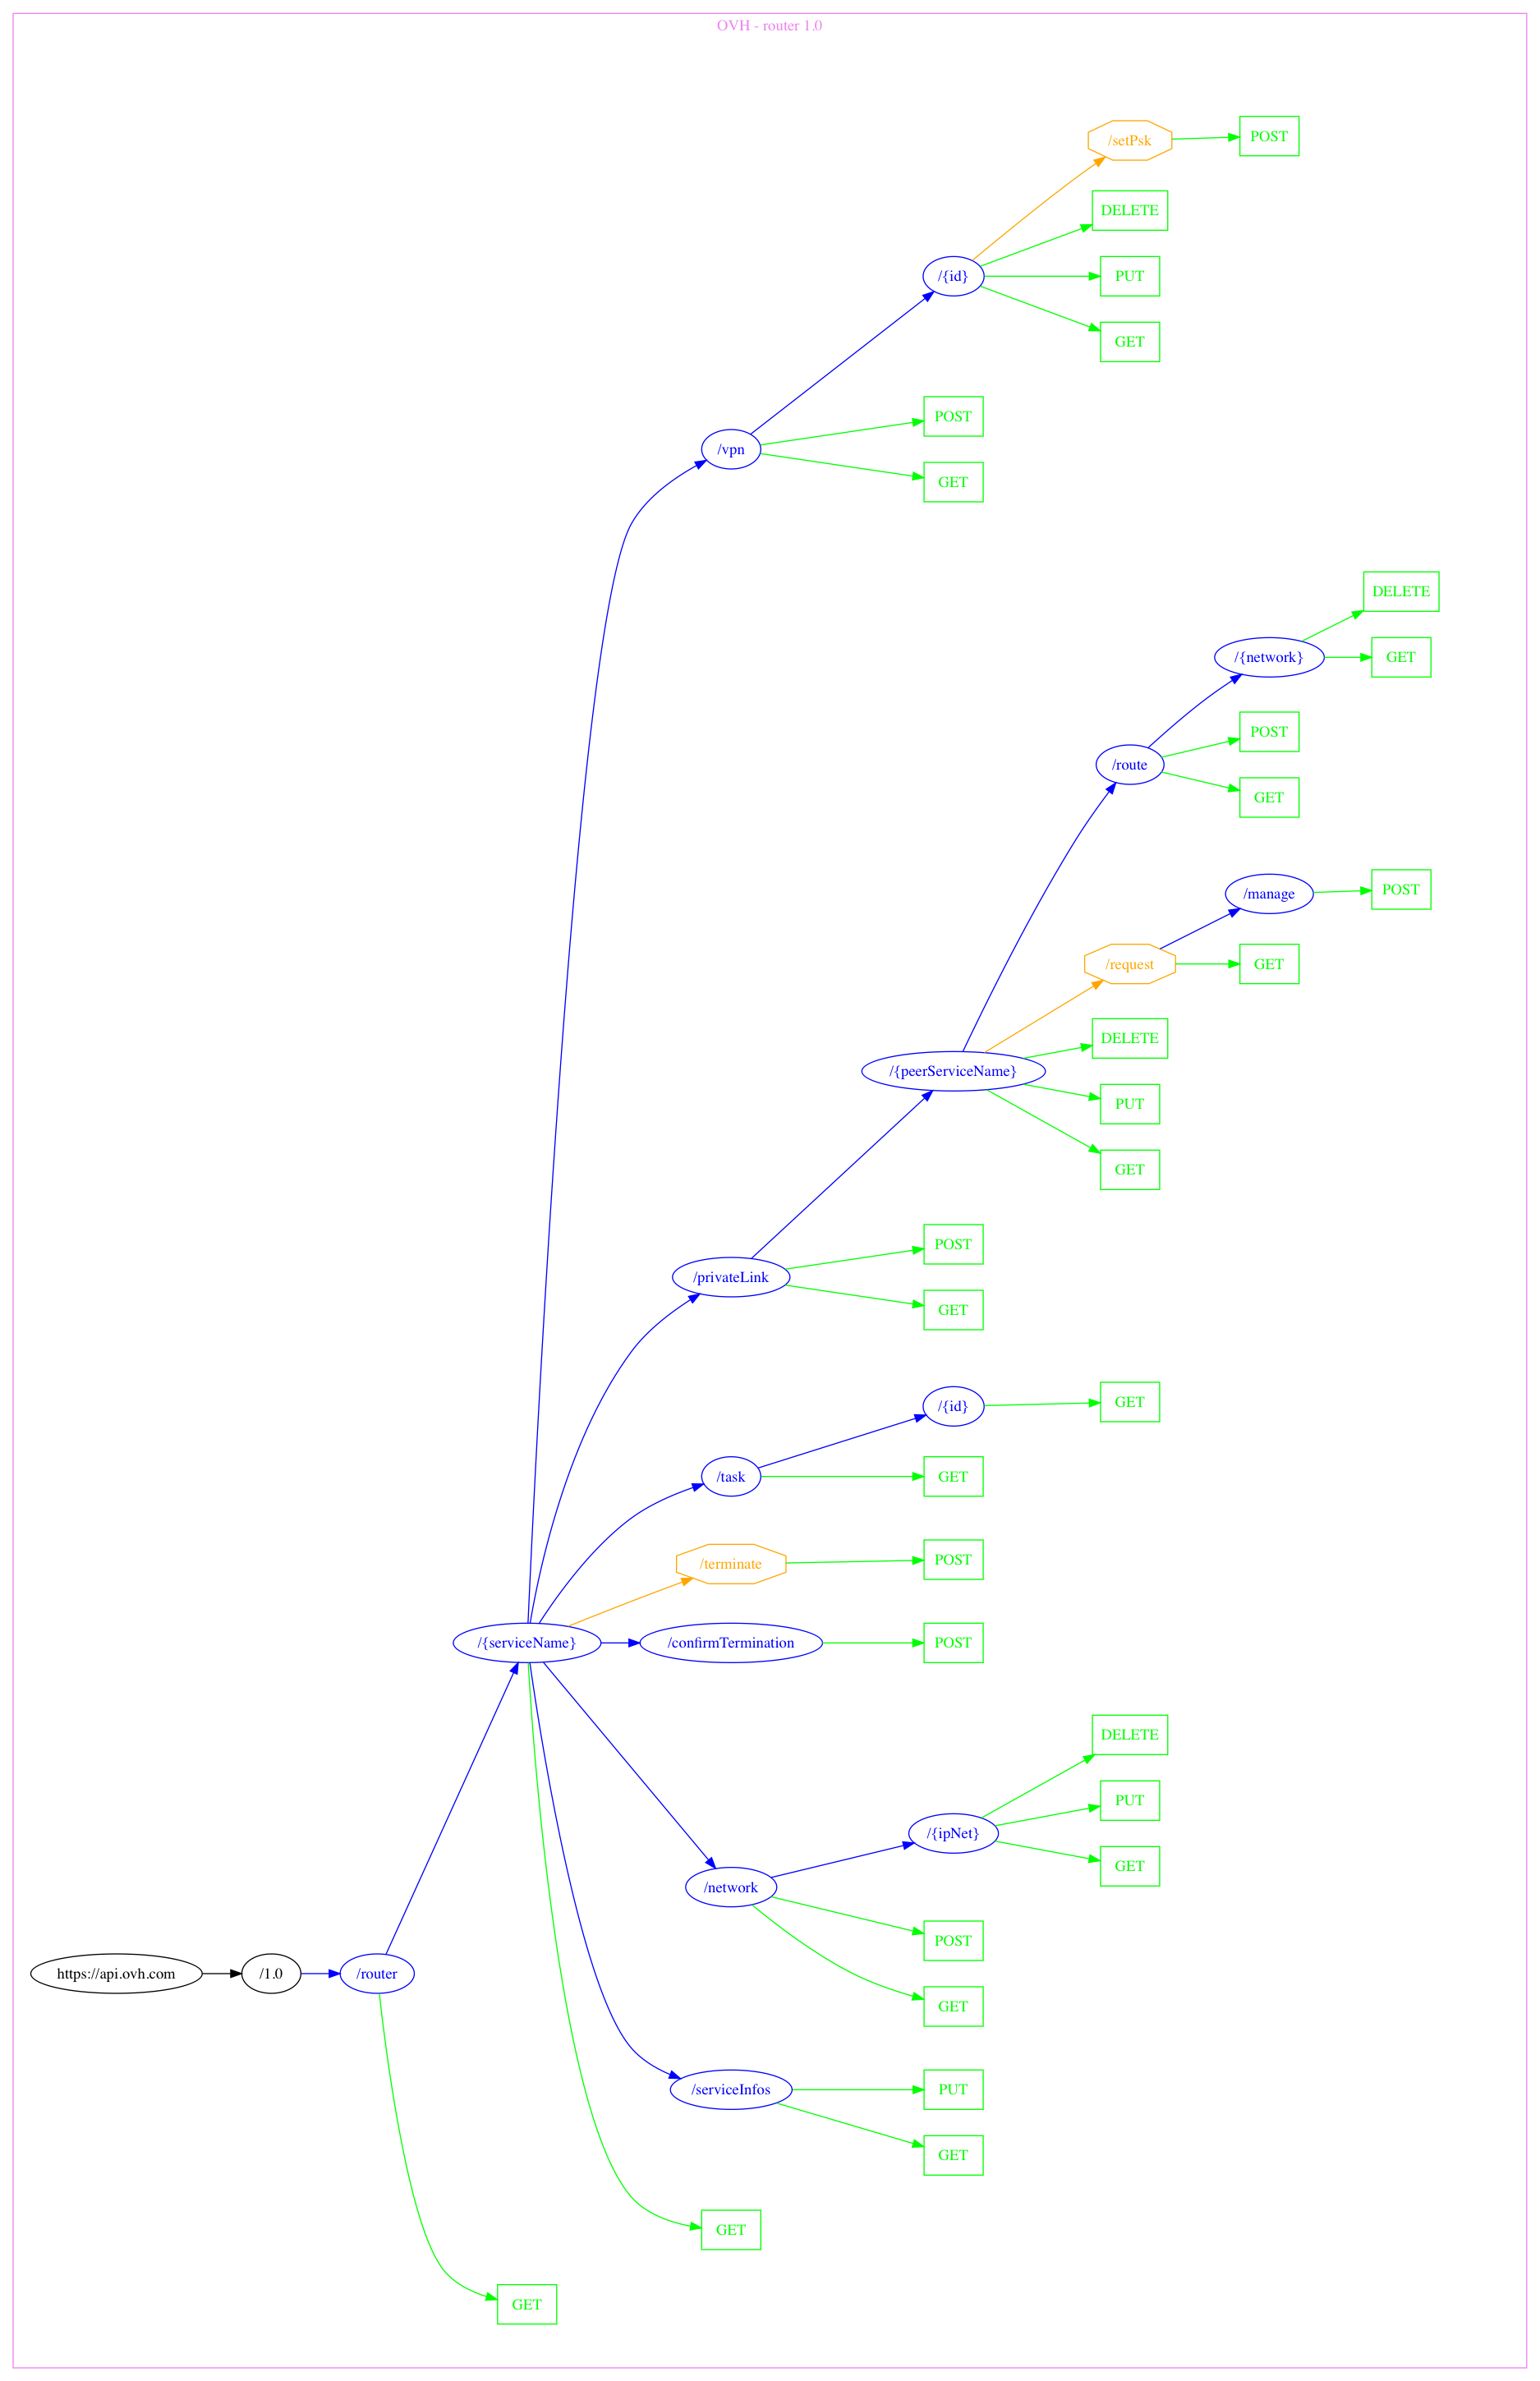 OVH - router 1.0
/setPsk
POST
DELETE
/{id}
PUT
GET
POST
/vpn
GET
DELETE
/{network}
GET
POST
/route
GET
/manage
POST
/request
GET
DELETE
/{peerServiceName}
PUT
GET
POST
/privateLink
GET
/{id}
GET
/task
GET
/terminate
POST
/{serviceName}
/confirmTermination
POST
DELETE
PUT
/{ipNet}
GET
/network
POST
https://api.ovh.com
/1.0
/router
GET
/serviceInfos
PUT
GET
GET
GET